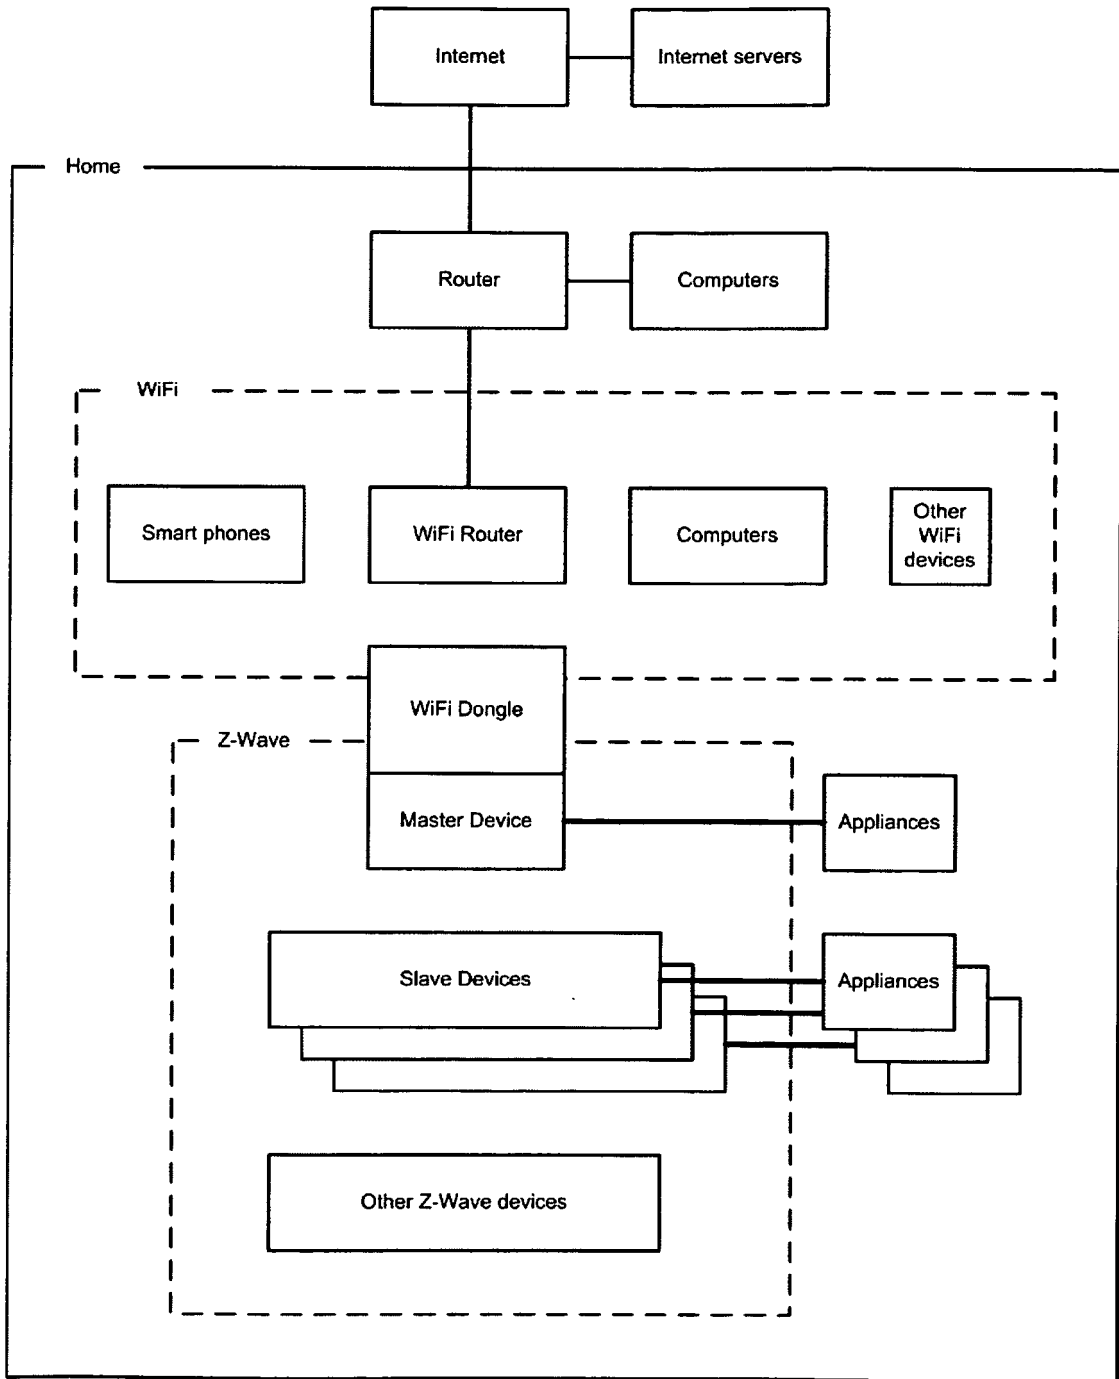 Internet
Internet servers
Home
Router
Computers
WiFi
Smart phones
WiFi Router
Computers
Other
WiFi
devices
WiFi Dongle
Z-Wave
Master Device
Appliances
Slave Devices
Appliances
Other Z-Wave devices